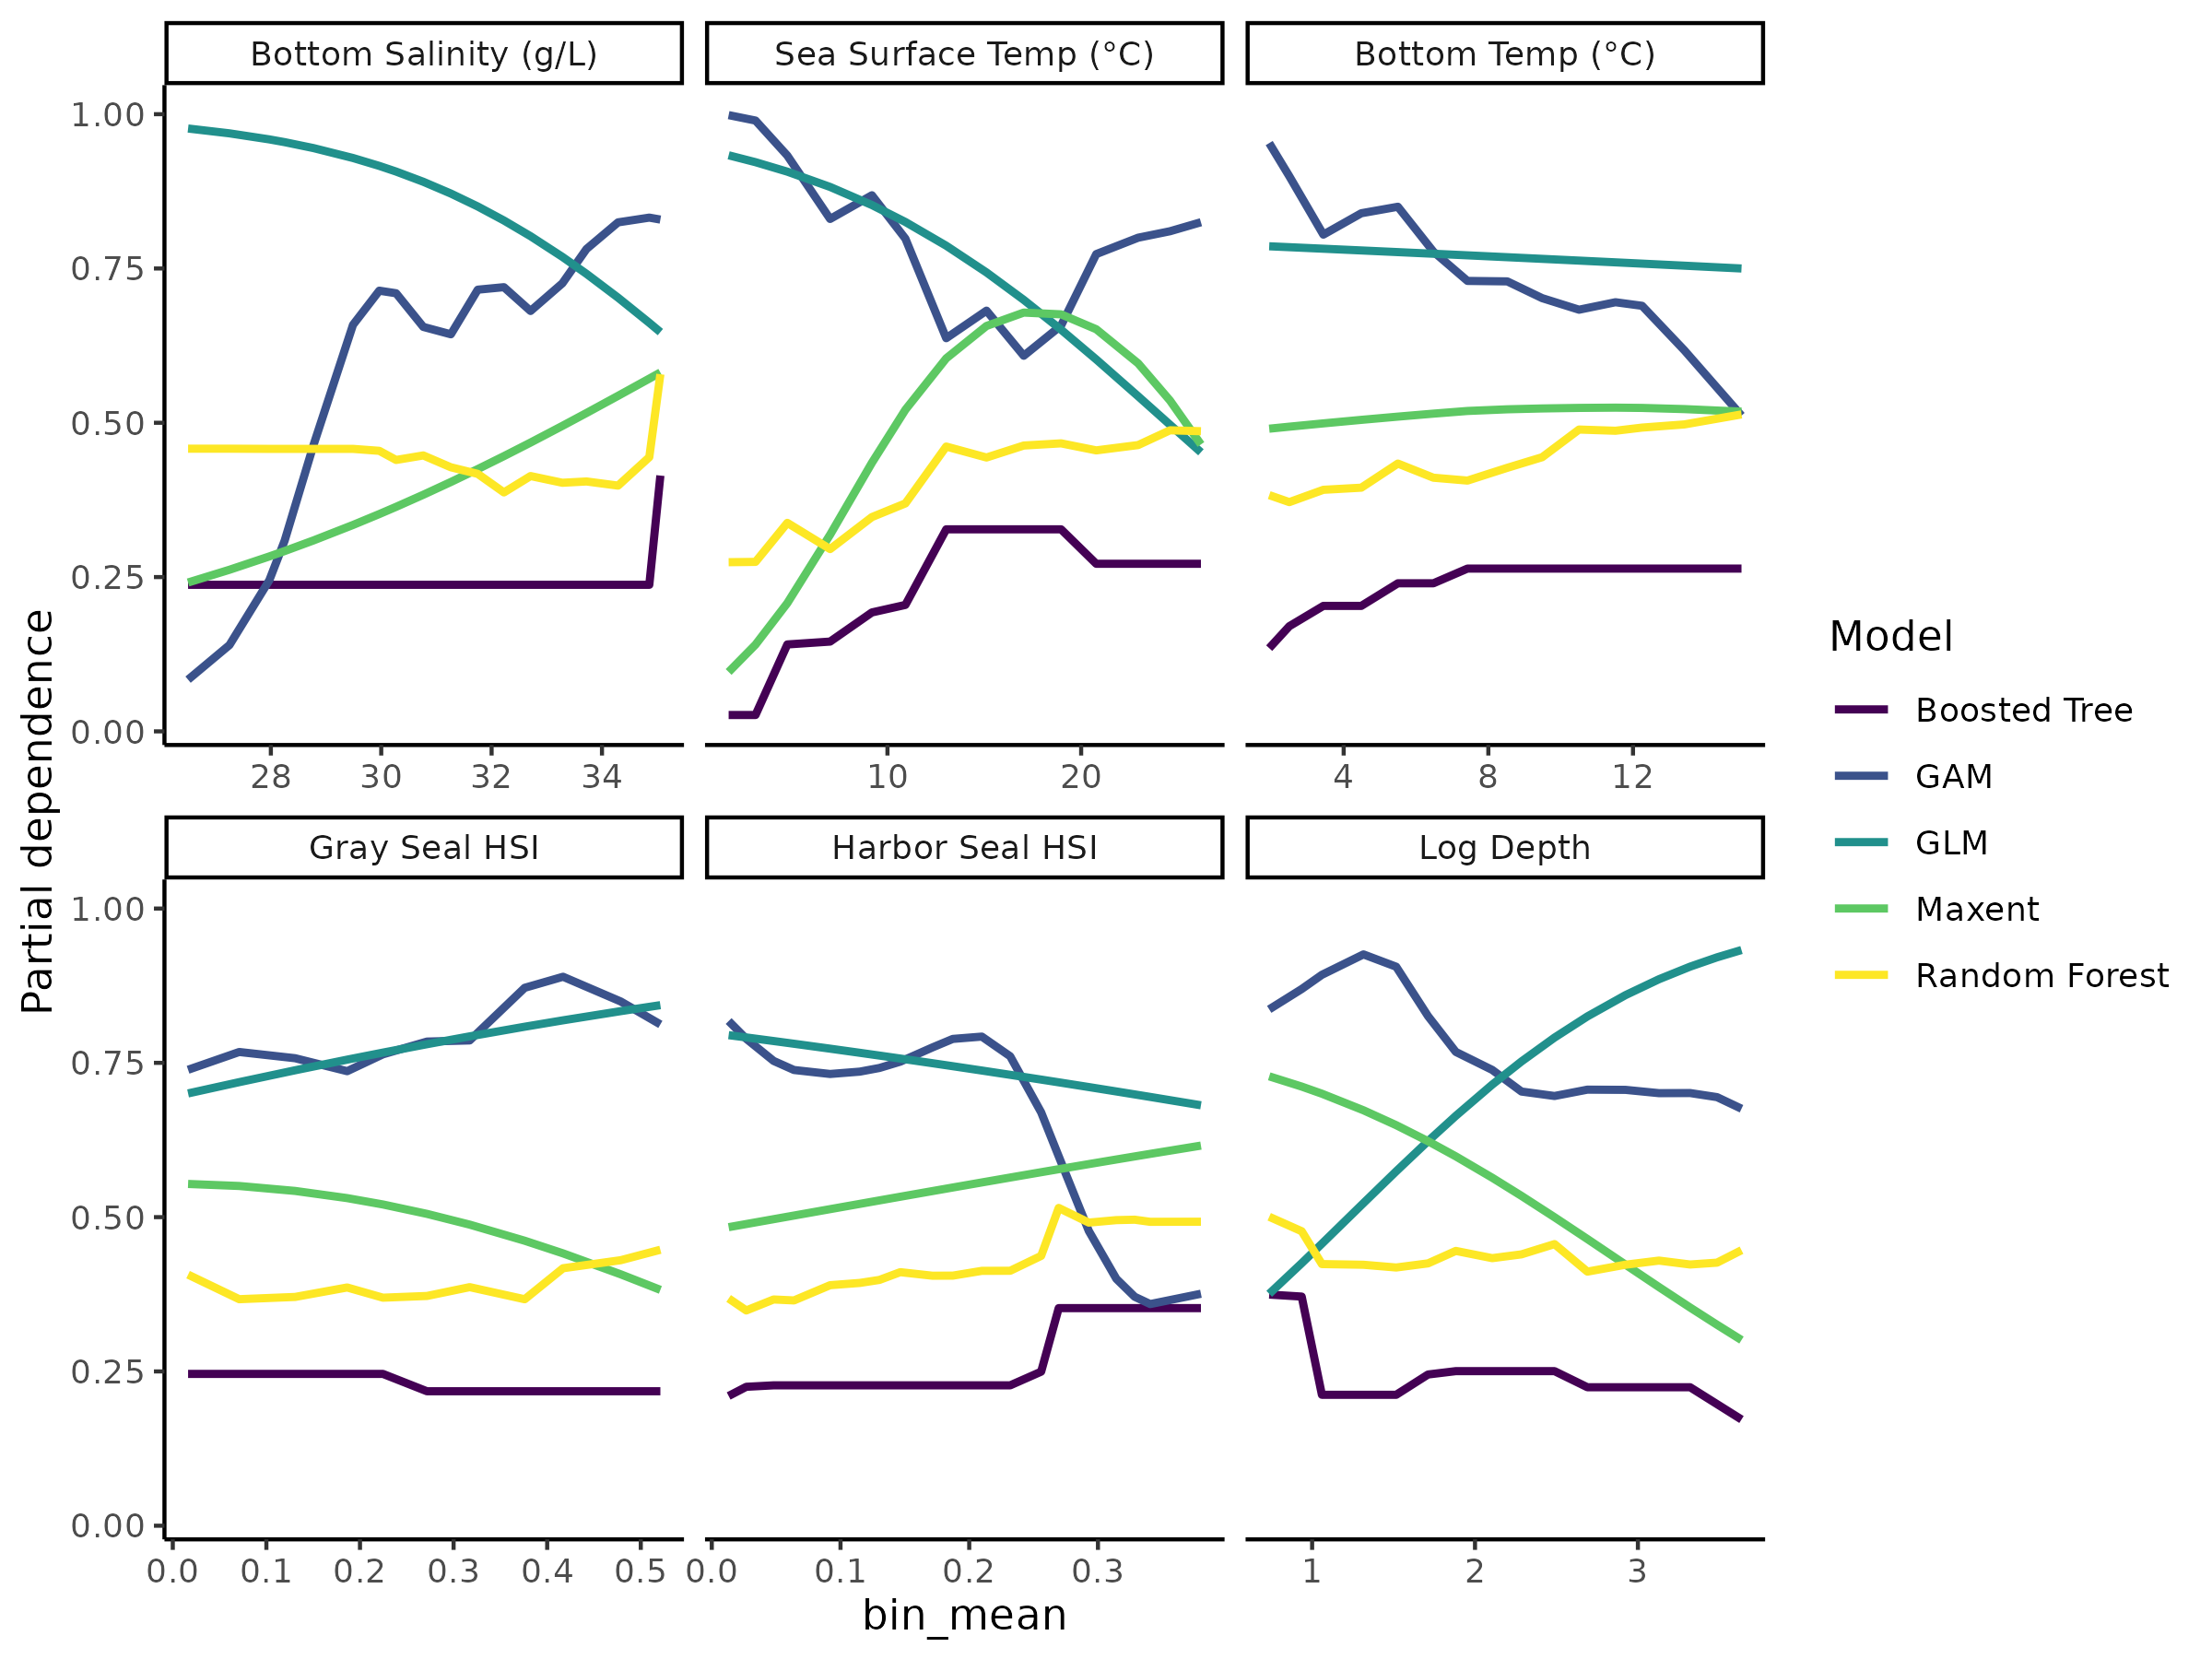 Bottom Salinity (g/L) Sea Surface Temp (°C) Bottom Temp (°C)
1.00
0.75
0.50
0.25
0.00
28 30 32 34 10 20 4 8 12
Gray Seal HSI Harbor Seal HSI Log Depth
1.00
0.75
0.50
0.25
0.00
0.0 0.1 0.2 0.3 0.4 0.5 0.0 0.1 0.2 0.3 1 2 3
bin_mean
Partial dependence
Model
Boosted Tree
GAM
GLM
Maxent
Random Forest